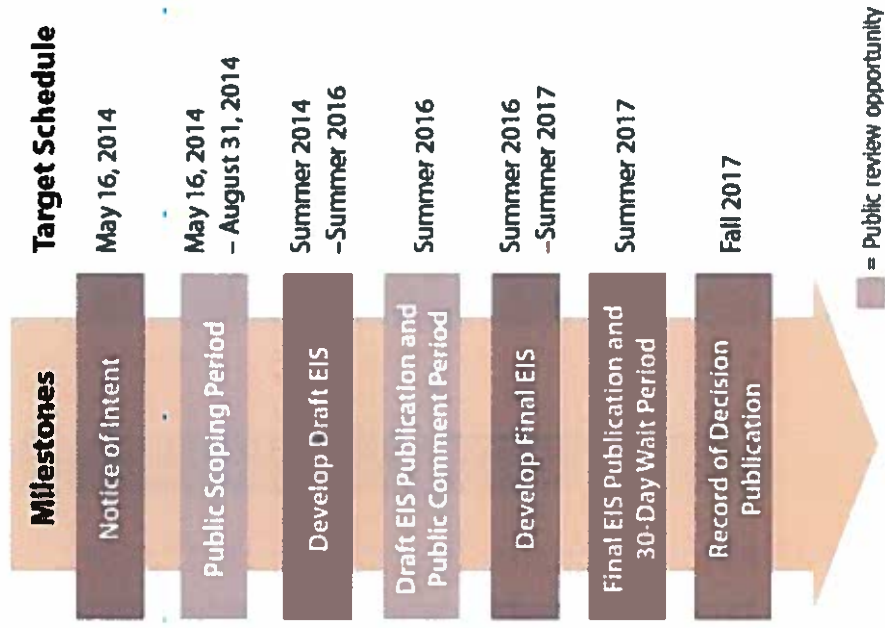 Milestones
Target Schedule
Notice of Intent
May 16, 2014
Public Scoping Period
May 16, 2014
– August 31, 2014
Develop Draft EIS
Summer 2014
–Summer 2016
Draft EIS Publication and
Public Comment Period
Summer 2016
Develop Final EIS
Summer 2016
–Summer 2017
Final EIS Publication and
30-Day Wait Period
Summer 2017
Record of Decision
Publication
Fall 2017
= Public review opportunity